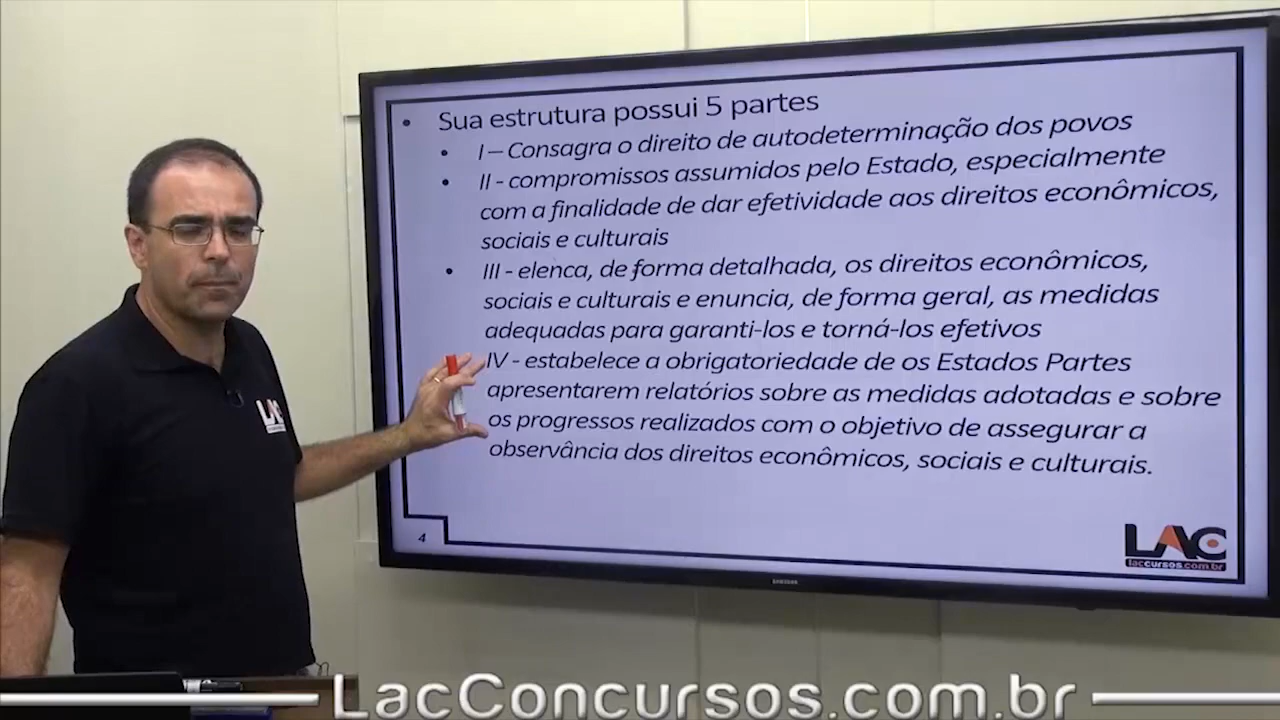 • Sua estrutura possui 5 partes
• I – Consagra o direito de autodeterminação dos povos
• II - compromissos assumidos pelo Estado, especialmente
com a finalidade de dar efetividade aos direitos econômicos,
sociais e culturais
• III - elenca, de forma detalhada, os direitos econômicos,
sociais e culturais e enuncia, de forma geral, as medidas
adequadas para garanti-los e torná-los efetivos
IV - estabelece a obrigatoriedade de os Estados Partes
apresentarem relatórios sobre as medidas adotadas e sobre
os progressos realizados com o objetivo de assegurar a
observância dos direitos econômicos, sociais e culturais.
4
LAC
laccursos.com.br
SAMSUNG
LAC
LacConcursos.com.br